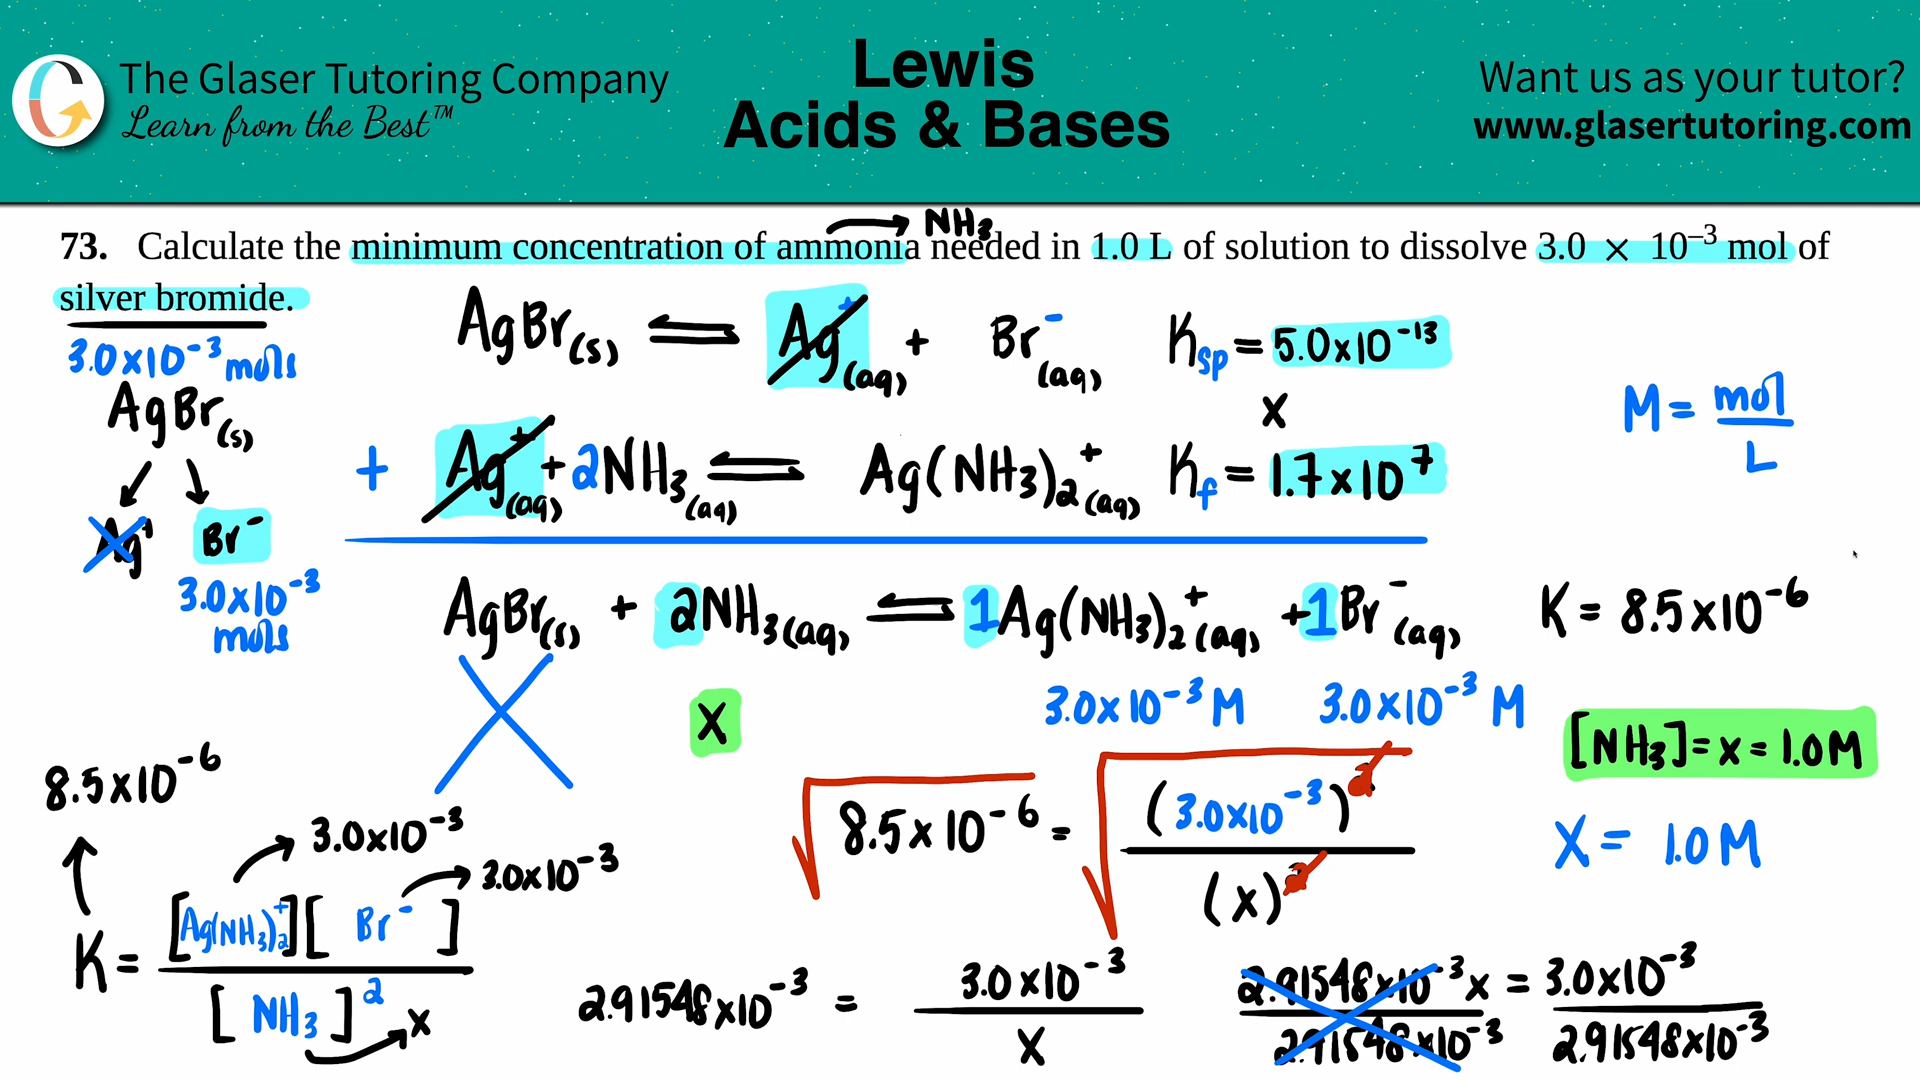 The Glaser Tutoring Company
Learn from the Best™
Lewis
Acids & Bases
Want us as your tutor?
www.glasertutoring.com
NH₃
73. Calculate the minimum concentration of ammonia needed in 1.0 L of solution to dissolve 3.0 × 10⁻³ mol of
silver bromide.
3.0x10⁻³ mols
AgBr(s)
Ag⁺ Br⁻
3.0x10⁻³
mols
AgBr(s) ⇌ Ag⁺(aq) + Br⁻(aq) Ksp = 5.0x10⁻¹³
x
+ Ag⁺(aq) + 2NH₃(aq) ⇌ Ag(NH₃)₂⁺(aq) Kf = 1.7x10⁷
M = mol
L
AgBr(s) + 2NH₃(aq) ⇌ 1Ag(NH₃)₂⁺(aq) + 1Br⁻(aq) K = 8.5x10⁻⁶
X
3.0x10⁻³ M 3.0x10⁻³ M
[NH₃] = x = 1.0 M
X = 1.0 M
8.5x10⁻⁶
3.0x10⁻³
3.0x10⁻³
K = [Ag(NH₃)₂⁺][Br⁻]
[NH₃]²
x
√8.5x10⁻⁶ = √(3.0x10⁻³)²
(x)²
2.91548x10⁻³ = 3.0x10⁻³
x
2.91548x10⁻³ x = 3.0x10⁻³
2.91548x10⁻³ 2.91548x10⁻³